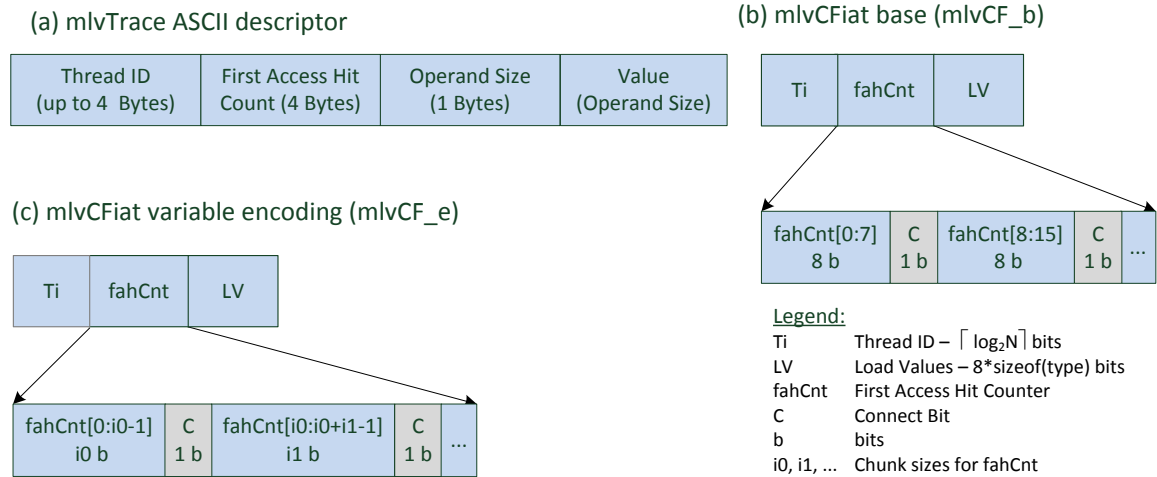 (a) mlvTrace ASCII descriptor
Thread ID
(up to 4 Bytes)
First Access Hit
Count (4 Bytes)
Operand Size
(1 Bytes)
Value
(Operand Size)
(b) mlvCFiat base (mlvCF_b)
Ti
fahCnt
LV
fahCnt[0:7]
8 b
C
1 b
fahCnt[8:15]
8 b
C
1 b
...
(c) mlvCFiat variable encoding (mlvCF_e)
Ti
fahCnt
LV
fahCnt[0:i0-1]
i0 b
C
1 b
fahCnt[i0:i0+i1-1]
i1 b
C
1 b
...
Legend:
Ti Thread ID – ⌈ log₂N⌉ bits
LV Load Values – 8*sizeof(type) bits
fahCnt First Access Hit Counter
C Connect Bit
b bits
i0, i1, ... Chunk sizes for fahCnt